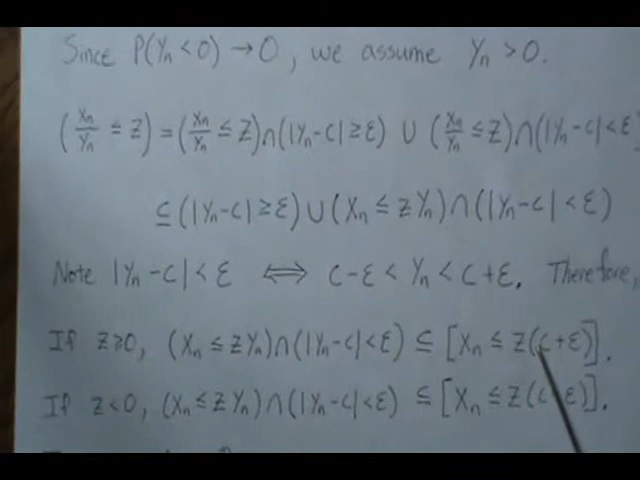 Since P(Yn < 0) → 0, we assume Yn > 0.
(Xn/Yn ≤ z) = (Xn/Yn ≤ z) ∩ (|Yn-c| ≥ ε) ∪ (Xn/Yn ≤ z) ∩ (|Yn-c| < ε
⊆ (|Yn-c| ≥ ε) ∪ (Xn ≤ zYn) ∩ (|Yn-c| < ε)
Note |Yn-c| < ε ⟺ c-ε < Yn < c+ε. Therefore,
If z≥0, (Xn ≤ zYn) ∩ (|Yn-c| < ε) ⊆ [Xn ≤ z(c+ε)].
If z<0, (Xn ≤ zYn) ∩ (|Yn-c| < ε) ⊆ [Xn ≤ z(c ε)].